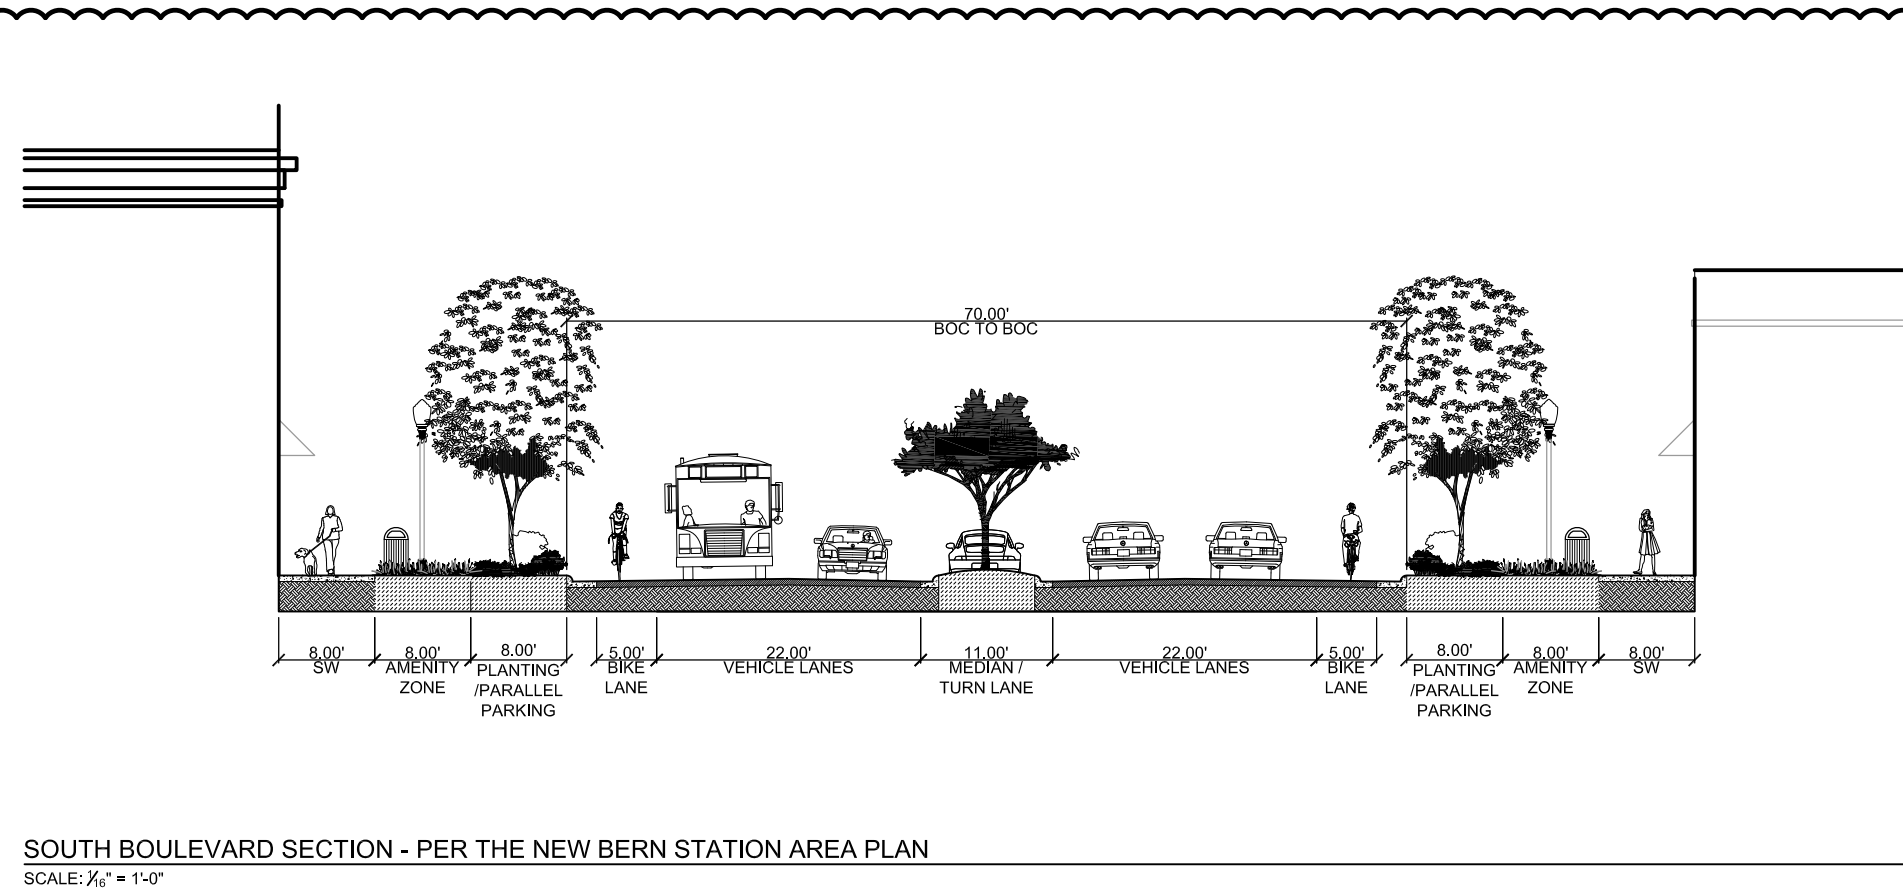 70.00'
BOC TO BOC
8.00'
SW
8.00'
AMENITY
ZONE
8.00'
PLANTING
/PARALLEL
PARKING
5.00'
BIKE
LANE
22.00'
VEHICLE LANES
11.00'
MEDIAN /
TURN LANE
22.00'
VEHICLE LANES
5.00'
BIKE
LANE
8.00'
PLANTING
/PARALLEL
PARKING
8.00'
AMENITY
ZONE
8.00'
SW
SOUTH BOULEVARD SECTION - PER THE NEW BERN STATION AREA PLAN
SCALE: 1/16" = 1'-0"